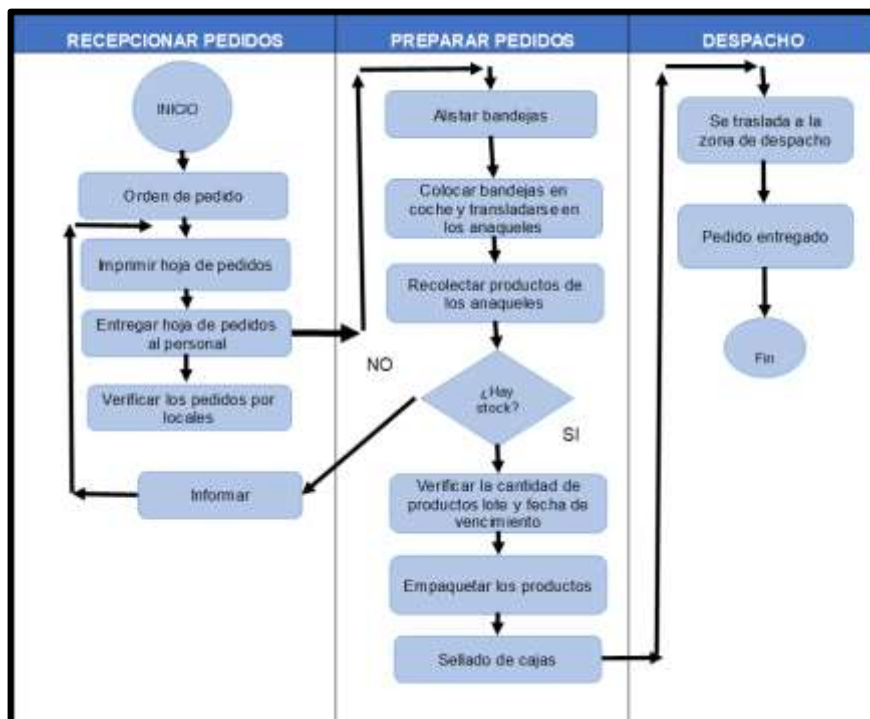 RECEPCIONAR PEDIDOS
PREPARAR PEDIDOS
DESPACHO
INICIO
Orden de pedido
Imprimir hoja de pedidos
Entregar hoja de pedidos
al personal
Verificar los pedidos por
locales
Informar
Alistar bandejas
Colocar bandejas en
coche y transladarse en
los anaqueles
Recolectar productos de
los anaqueles
NO
¿Hay
stock?
SI
Verificar la cantidad de
productos lote y fecha de
vencimiento
Empaquetar los productos
Sellado de cajas
Se traslada a la
zona de despacho
Pedido entregado
Fin